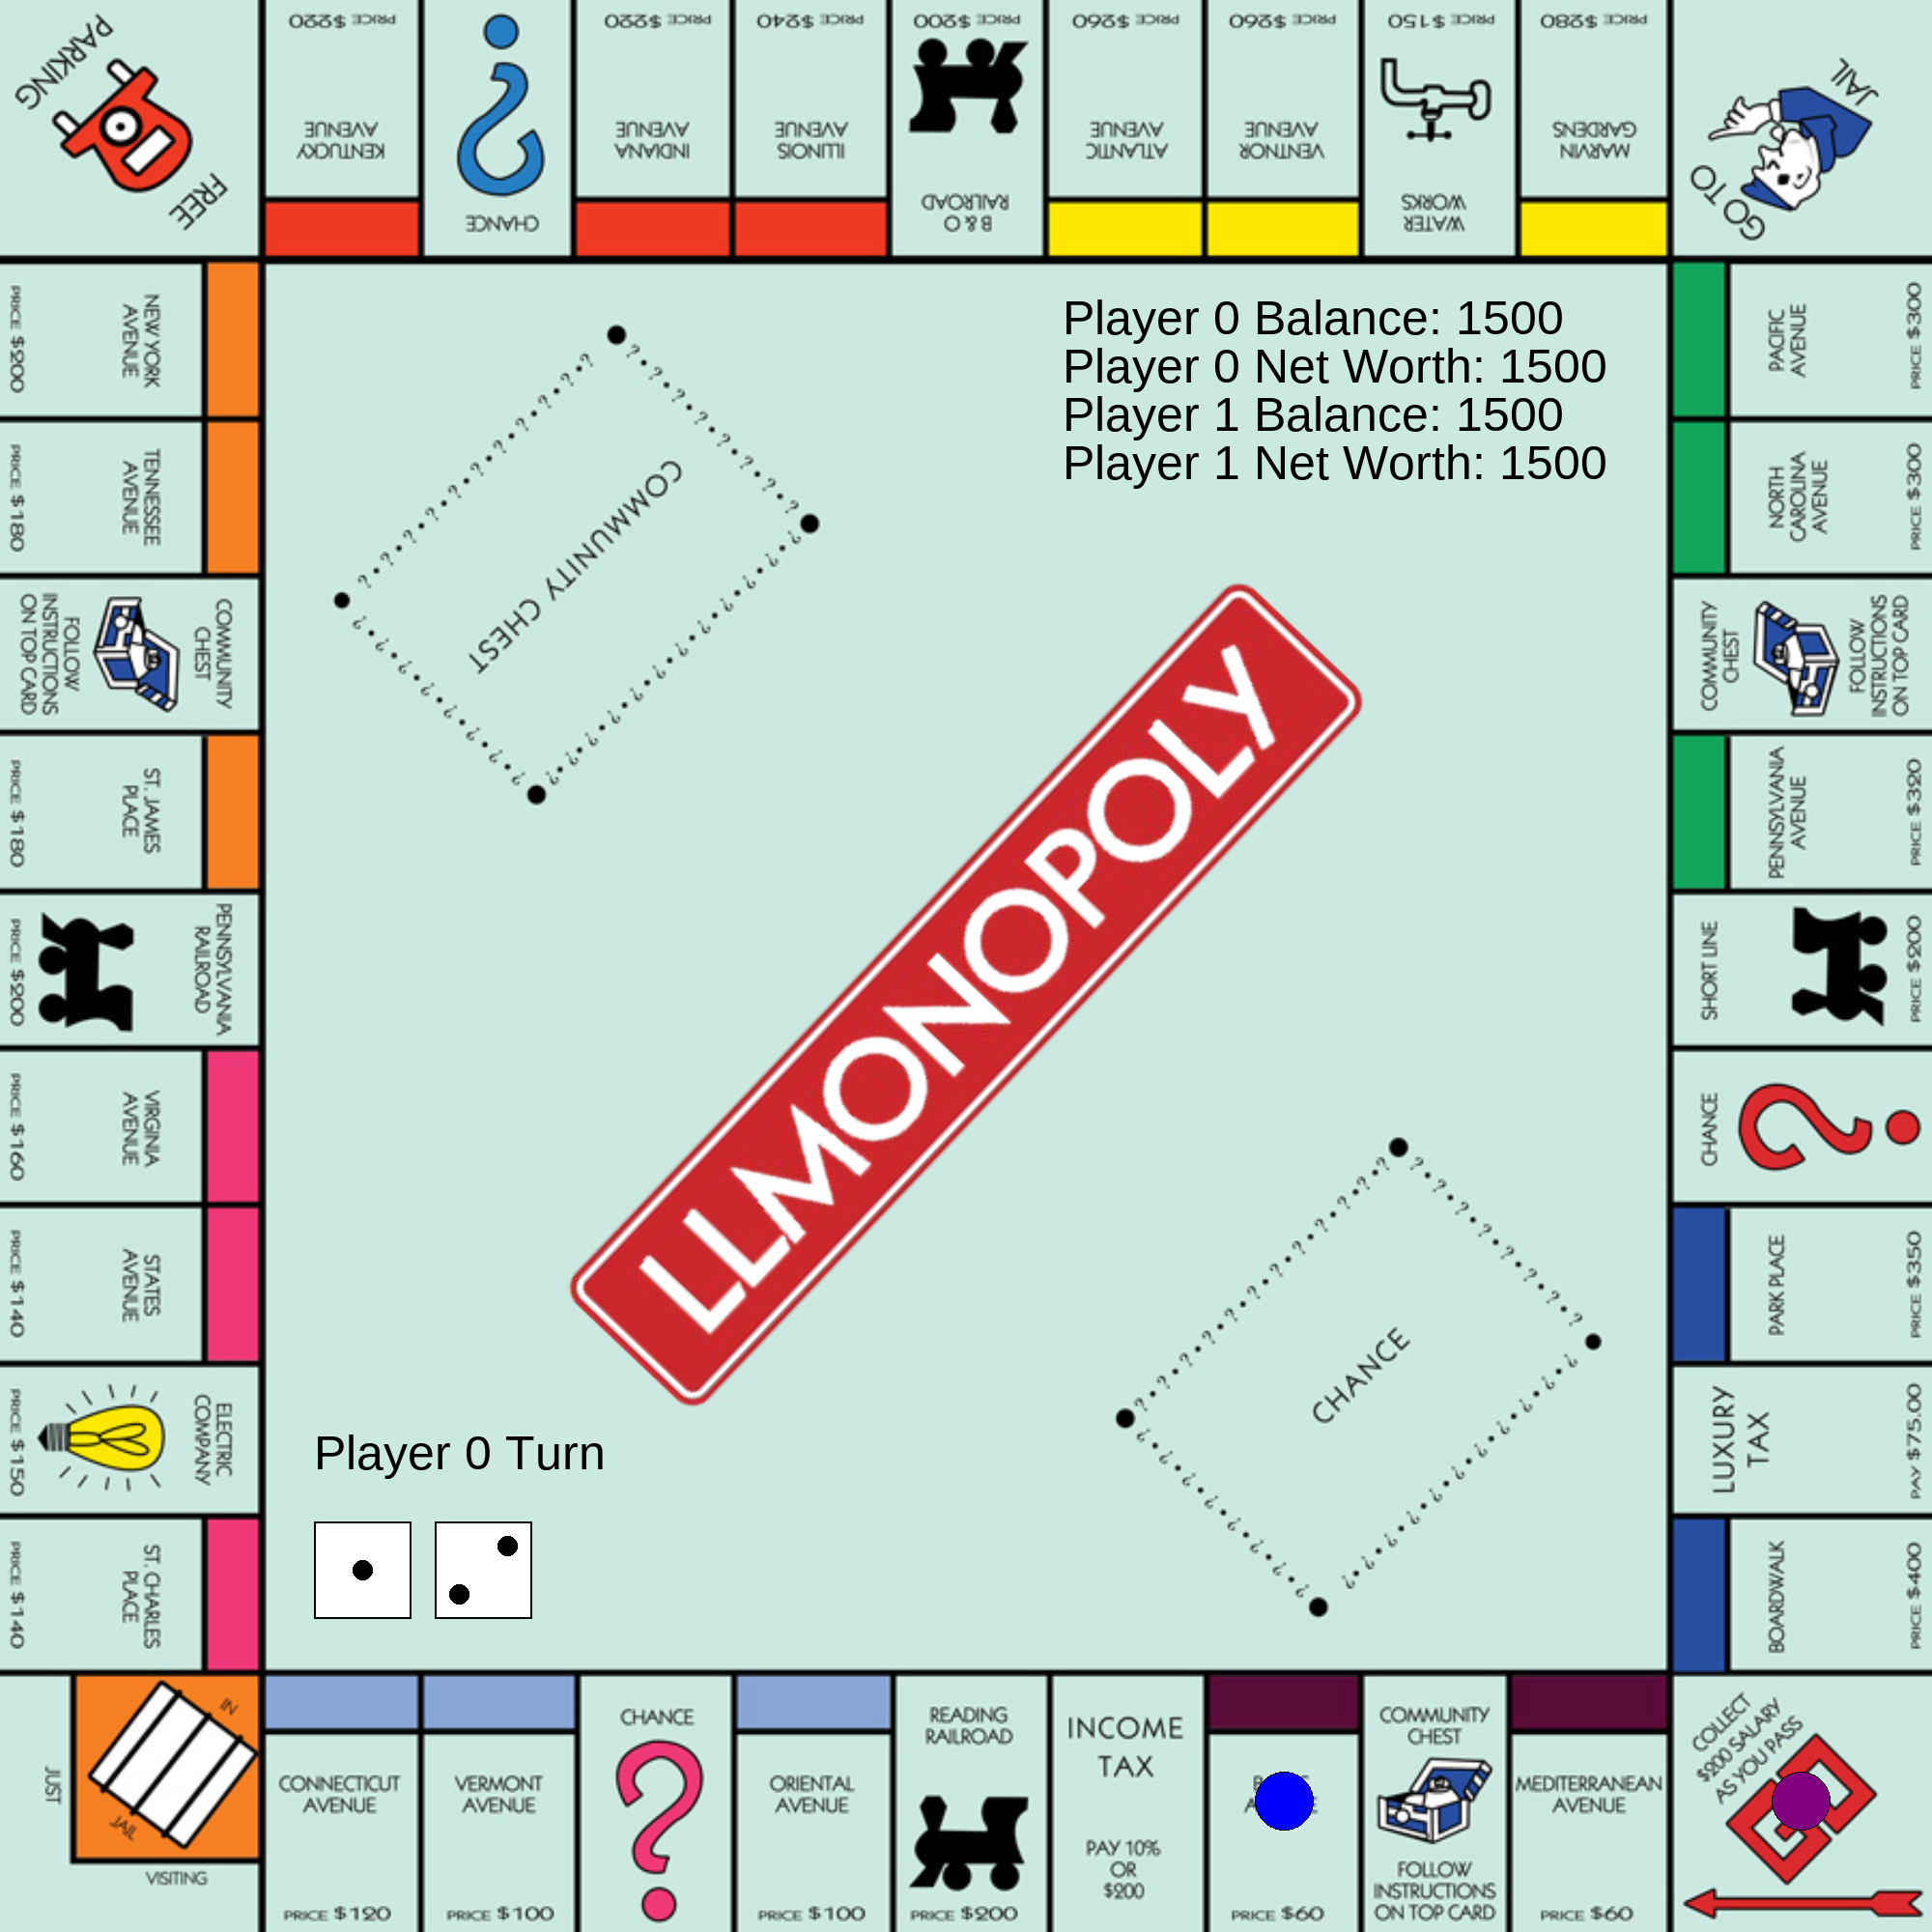 FREE
PARKING
PRICE $220
KENTUCKY
AVENUE
CHANCE
PRICE $220
INDIANA
AVENUE
PRICE $240
ILLINOIS
AVENUE
PRICE $200
B & O
RAILROAD
PRICE $260
ATLANTIC
AVENUE
PRICE $260
VENTNOR
AVENUE
PRICE $150
WATER
WORKS
PRICE $280
MARVIN
GARDENS
GO TO
JAIL
NEW YORK
AVENUE
PRICE $200
TENNESSEE
AVENUE
PRICE $180
COMMUNITY
CHEST
FOLLOW
INSTRUCTIONS
ON TOP CARD
ST. JAMES
PLACE
PRICE $180
PENNSYLVANIA
RAILROAD
PRICE $200
VIRGINIA
AVENUE
PRICE $160
STATES
AVENUE
PRICE $140
ELECTRIC
COMPANY
PRICE $150
ST. CHARLES
PLACE
PRICE $140
Player 0 Balance: 1500
Player 0 Net Worth: 1500
Player 1 Balance: 1500
Player 1 Net Worth: 1500
COMMUNITY CHEST
LLMONOPOLY
CHANCE
Player 0 Turn
PACIFIC
AVENUE
PRICE $300
NORTH
CAROLINA
AVENUE
PRICE $300
COMMUNITY
CHEST
FOLLOW
INSTRUCTIONS
ON TOP CARD
PENNSYLVANIA
AVENUE
PRICE $320
SHORT LINE
PRICE $200
CHANCE
PARK PLACE
PRICE $350
LUXURY
TAX
PAY $75.00
BOARDWALK
PRICE $400
JUST
VISITING
IN
JAIL
CONNECTICUT
AVENUE
PRICE $120
VERMONT
AVENUE
PRICE $100
CHANCE
ORIENTAL
AVENUE
PRICE $100
READING
RAILROAD
PRICE $200
INCOME
TAX
PAY 10%
OR
$200
PRICE $60
COMMUNITY
CHEST
FOLLOW
INSTRUCTIONS
ON TOP CARD
MEDITERRANEAN
AVENUE
PRICE $60
COLLECT
$200 SALARY
AS YOU PASS